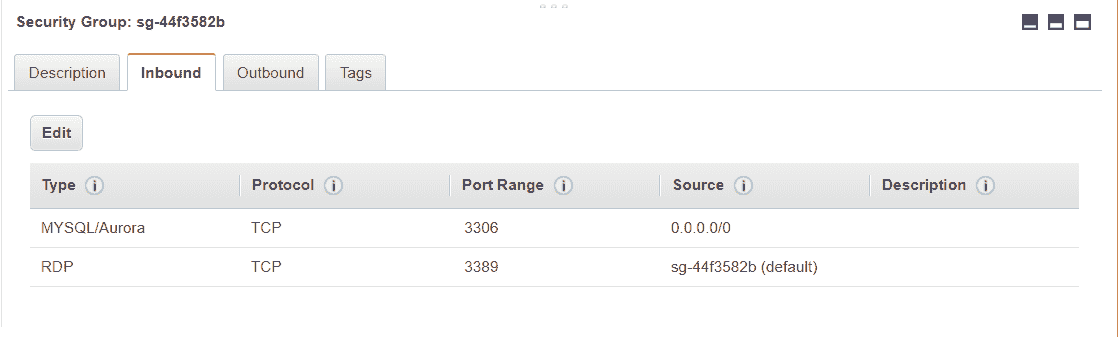 Security Group: sg-44f3582b
Description Inbound Outbound Tags
Edit
Type i Protocol i Port Range i Source i Description i
MYSQL/Aurora TCP 3306 0.0.0.0/0
RDP TCP 3389 sg-44f3582b (default)